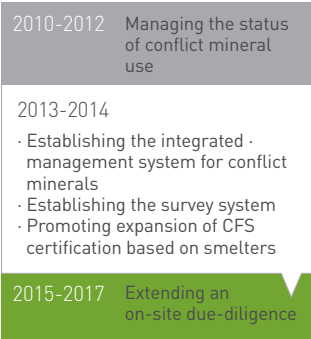 2010-2012 Managing the status
of conflict mineral
use
2013-2014
· Establishing the integrated ·
management system for conflict
minerals
· Establishing the survey system
· Promoting expansion of CFS
certification based on smelters
2015-2017 Extending an
on-site due-diligence